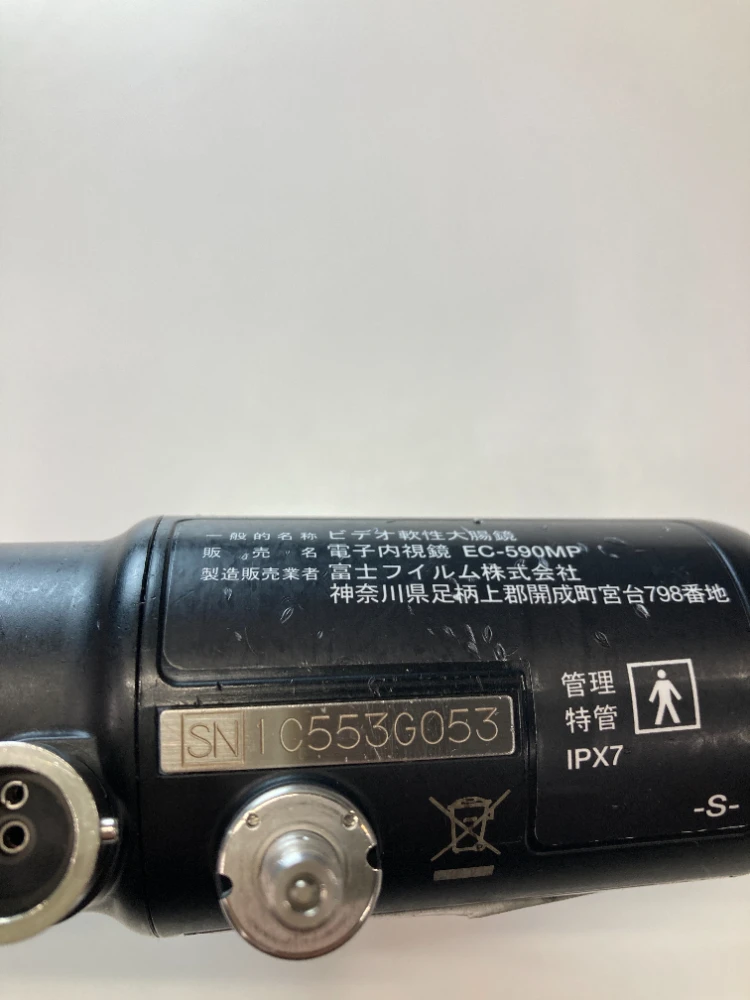 一般的名称 ビデオ軟性大腸鏡
販売名 電子内視鏡 EC-590MP
製造販売業者 富士フイルム株式会社
神奈川県足柄上郡開成町宮台798番地
SN 1C553G053
管理
特管
IPX7
-S-